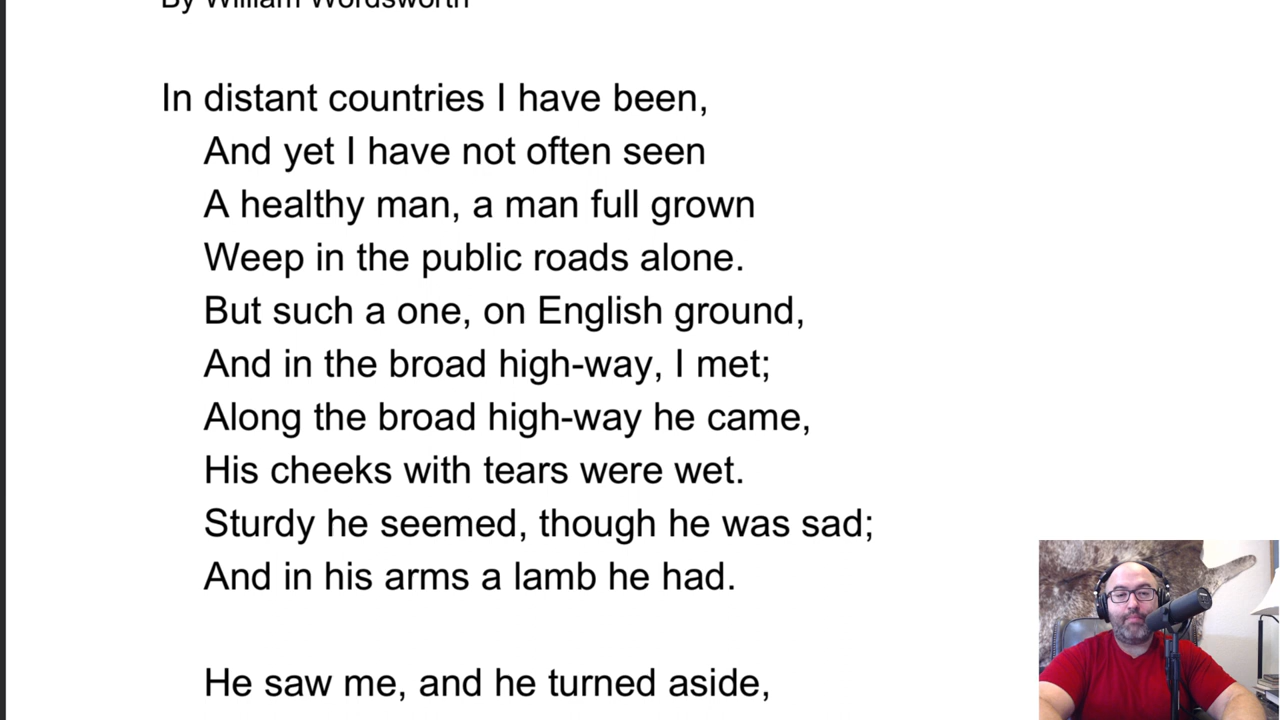 By William Wordsworth
In distant countries I have been,
And yet I have not often seen
A healthy man, a man full grown
Weep in the public roads alone.
But such a one, on English ground,
And in the broad high-way, I met;
Along the broad high-way he came,
His cheeks with tears were wet.
Sturdy he seemed, though he was sad;
And in his arms a lamb he had.
He saw me, and he turned aside,